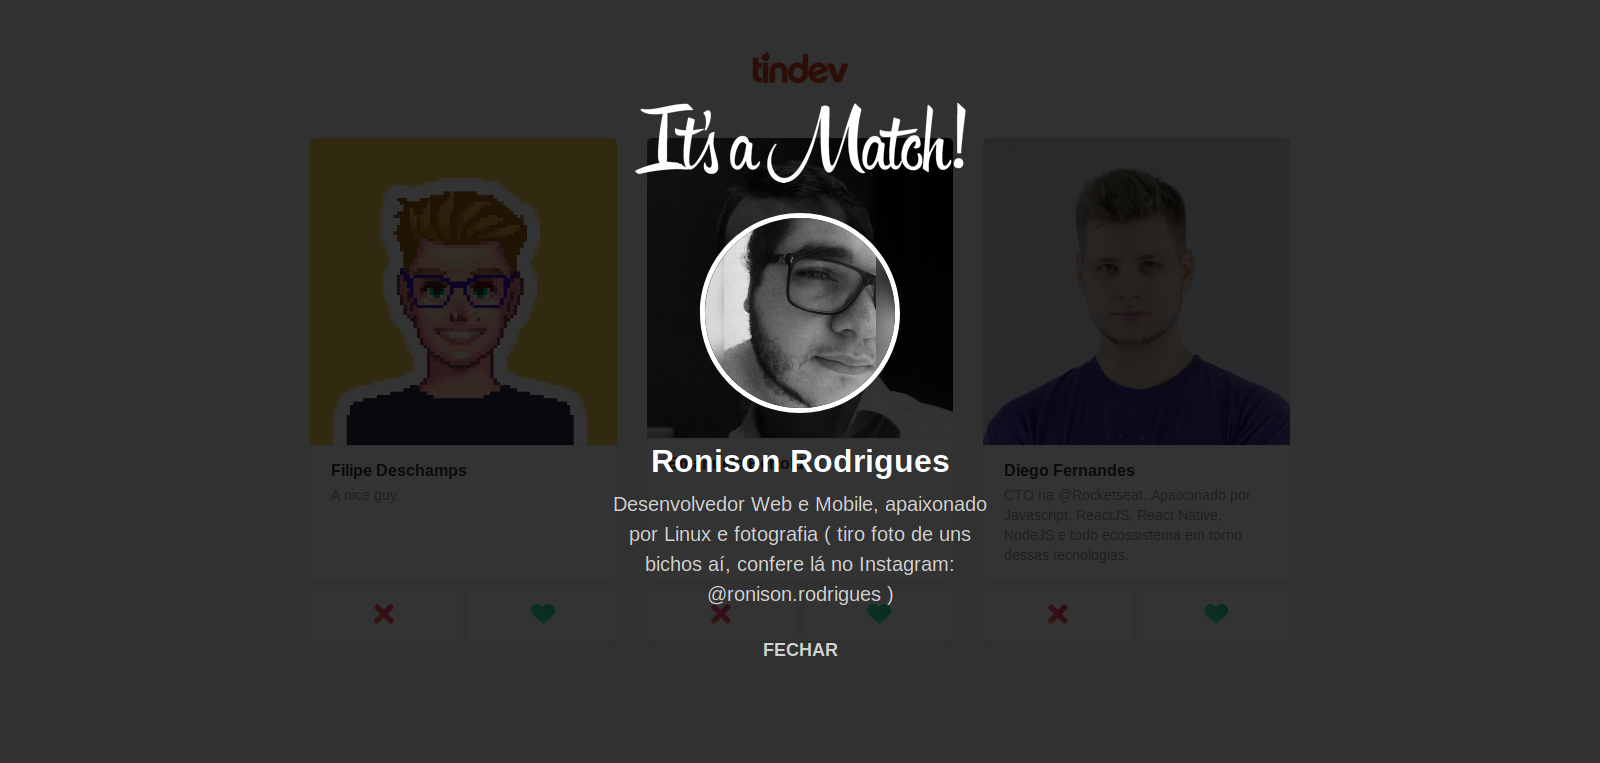 tindev
It's a Match!
Filipe Deschamps
A nice guy.
Ronison Rodrigues
Desenvolvedor Web e Mobile, apaixonado
por Linux e fotografia ( tiro foto de uns
bichos aí, confere lá no Instagram:
@ronison.rodrigues )
FECHAR
Diego Fernandes
CTO na @Rocketseat. Apaixonado por
Javascript, ReactJS, React Native,
NodeJS e todo ecossistema em torno
dessas tecnologias.